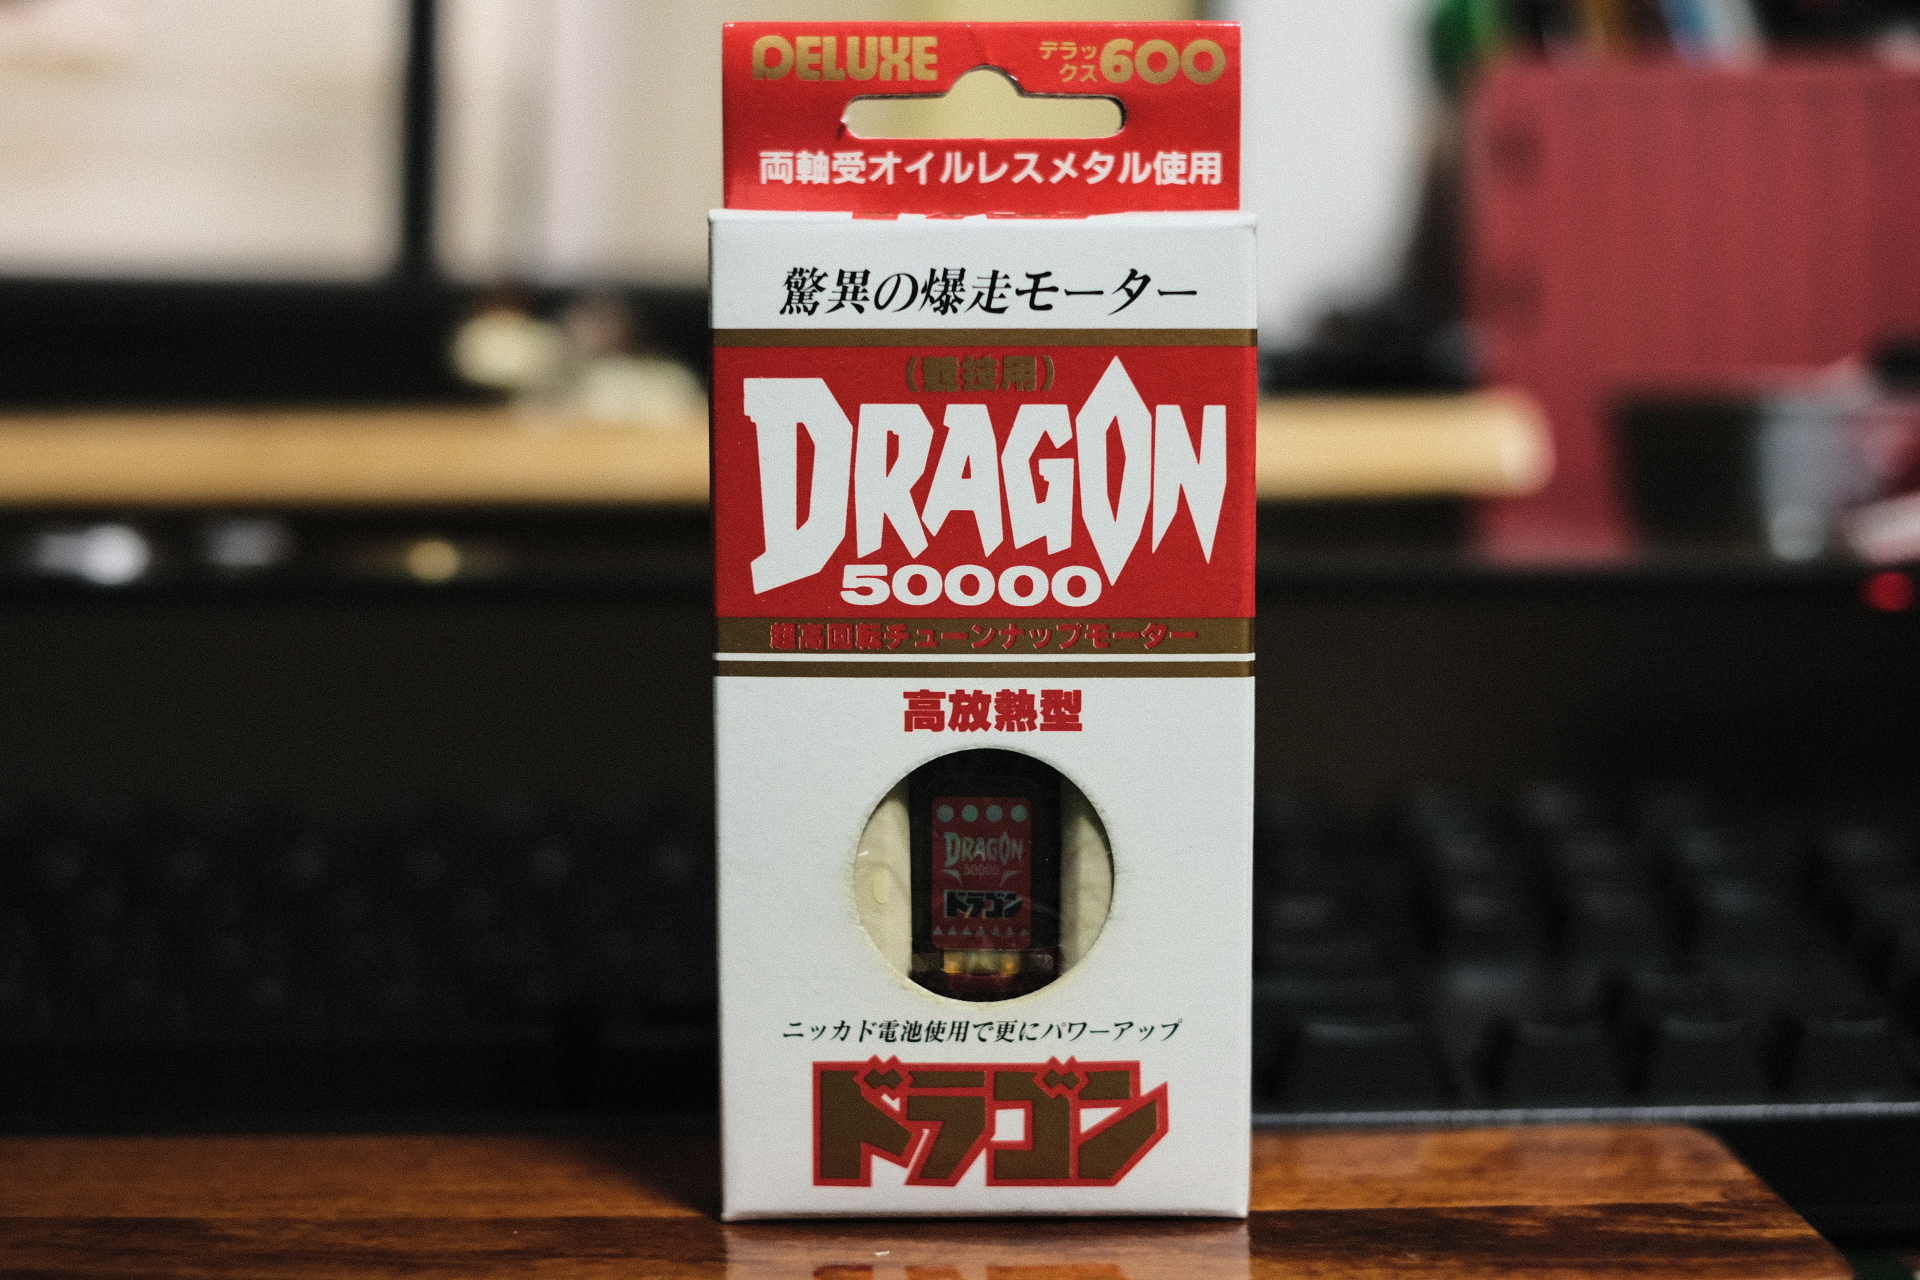 DELUXE
デラックス600
両軸受オイルレスメタル使用
驚異の爆走モーター
(競技用)
DRAGON
50000
超高回転チューンナップモーター
高放熱型
DRAGON
50000
ドラゴン
ニッカド電池使用で更にパワーアップ
ドラゴン